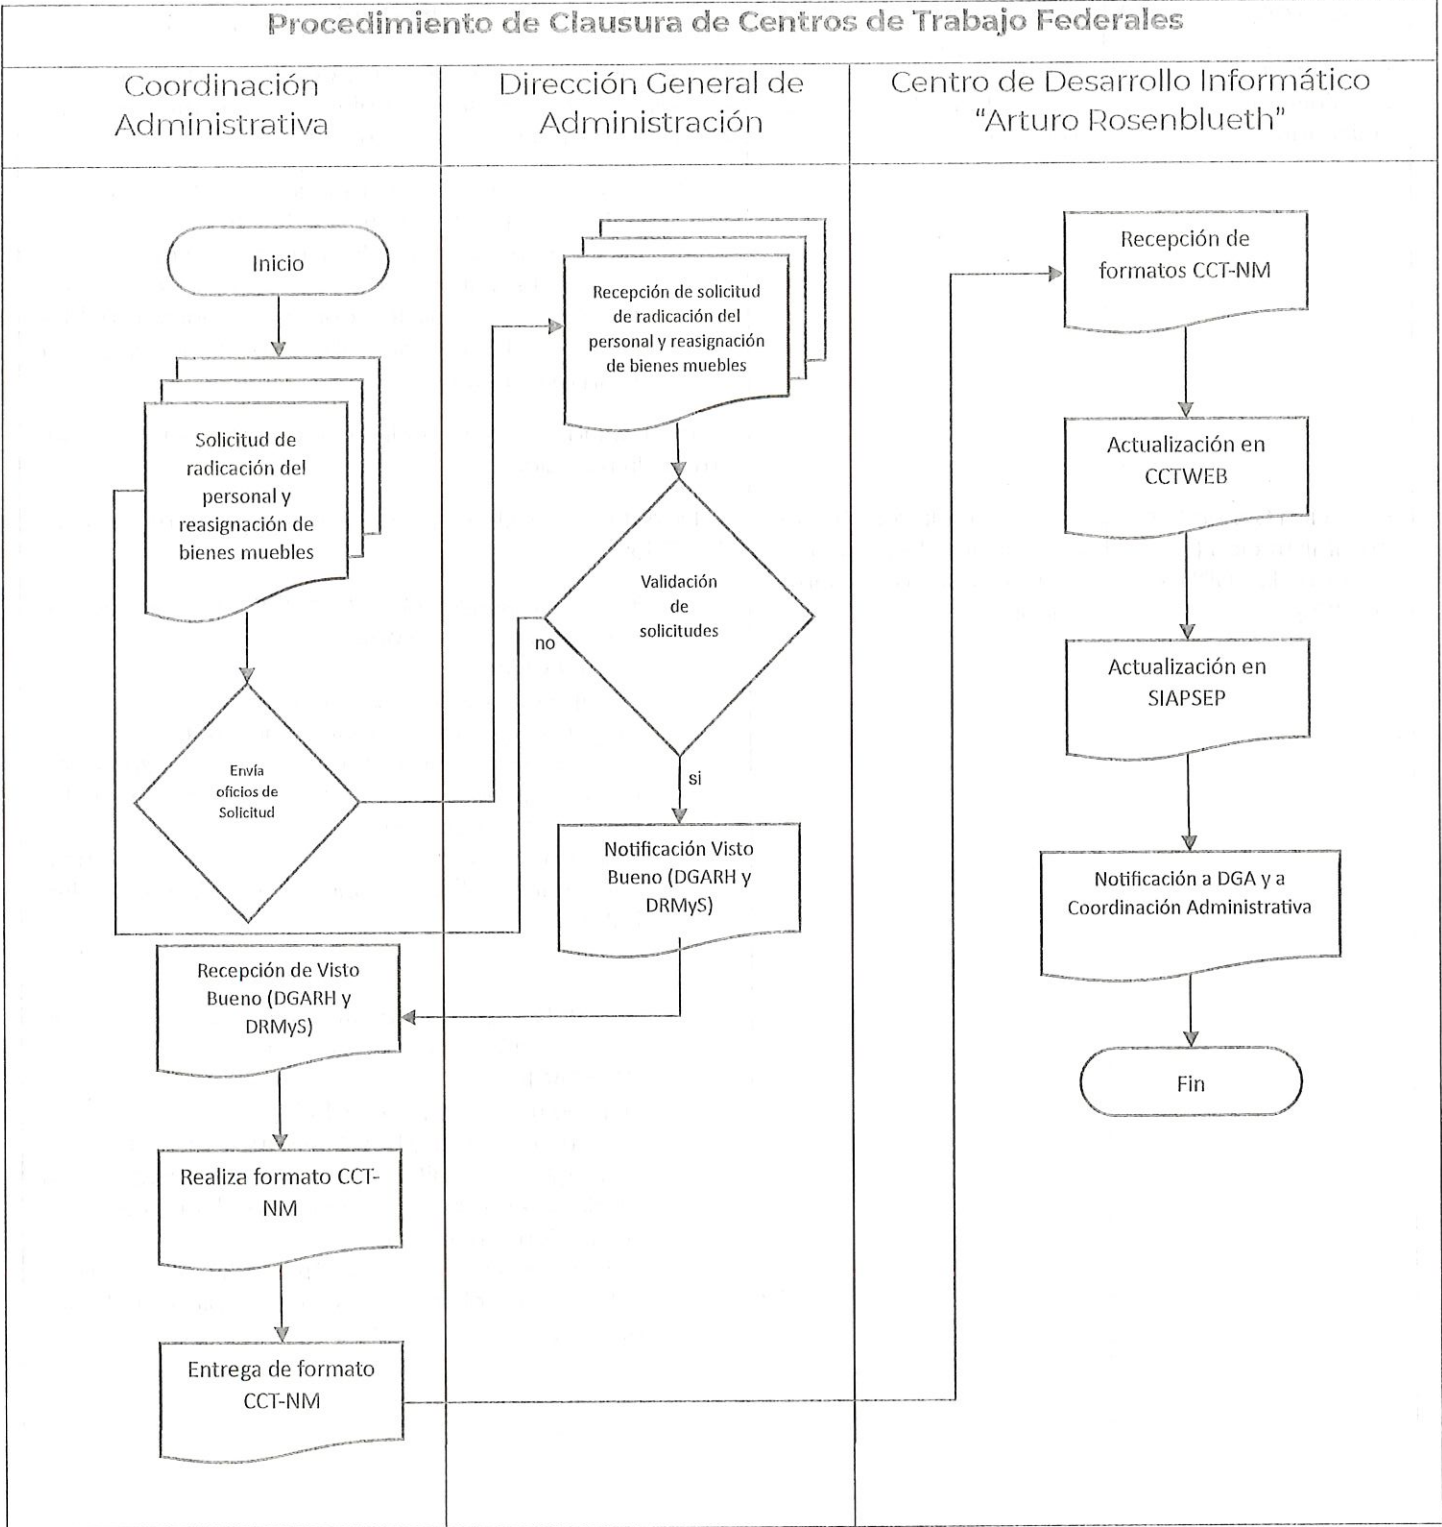 Procedimiento de Clausura de Centros de Trabajo Federales
Coordinación
Administrativa
Dirección General de
Administración
Centro de Desarrollo Informático
“Arturo Rosenblueth”
Inicio
Solicitud de
radicación del
personal y
reasignación de
bienes muebles
Envía
oficios de
Solicitud
Recepción de Visto
Bueno (DGARH y
DRMyS)
Realiza formato CCT-
NM
Entrega de formato
CCT-NM
Recepción de solicitud
de radicación del
personal y reasignación
de bienes muebles
Validación
de
solicitudes
no
si
Notificación Visto
Bueno (DGARH y
DRMyS)
Recepción de
formatos CCT-NM
Actualización en
CCTWEB
Actualización en
SIAPSEP
Notificación a DGA y a
Coordinación Administrativa
Fin